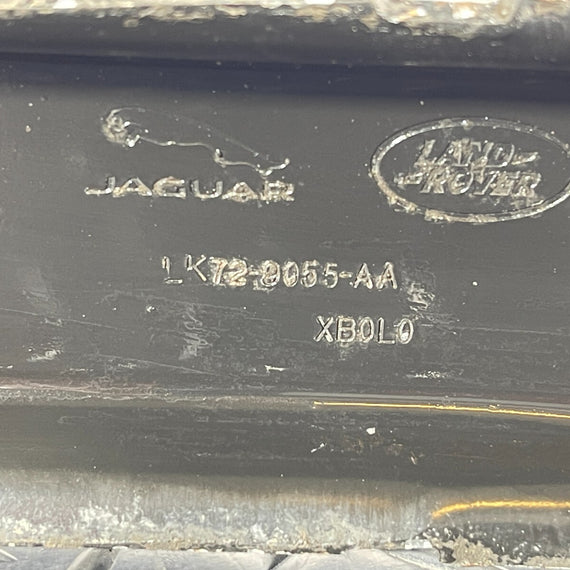 JAGUAR
LAND-
ROVER
LK72-9055-AA
XB0L0